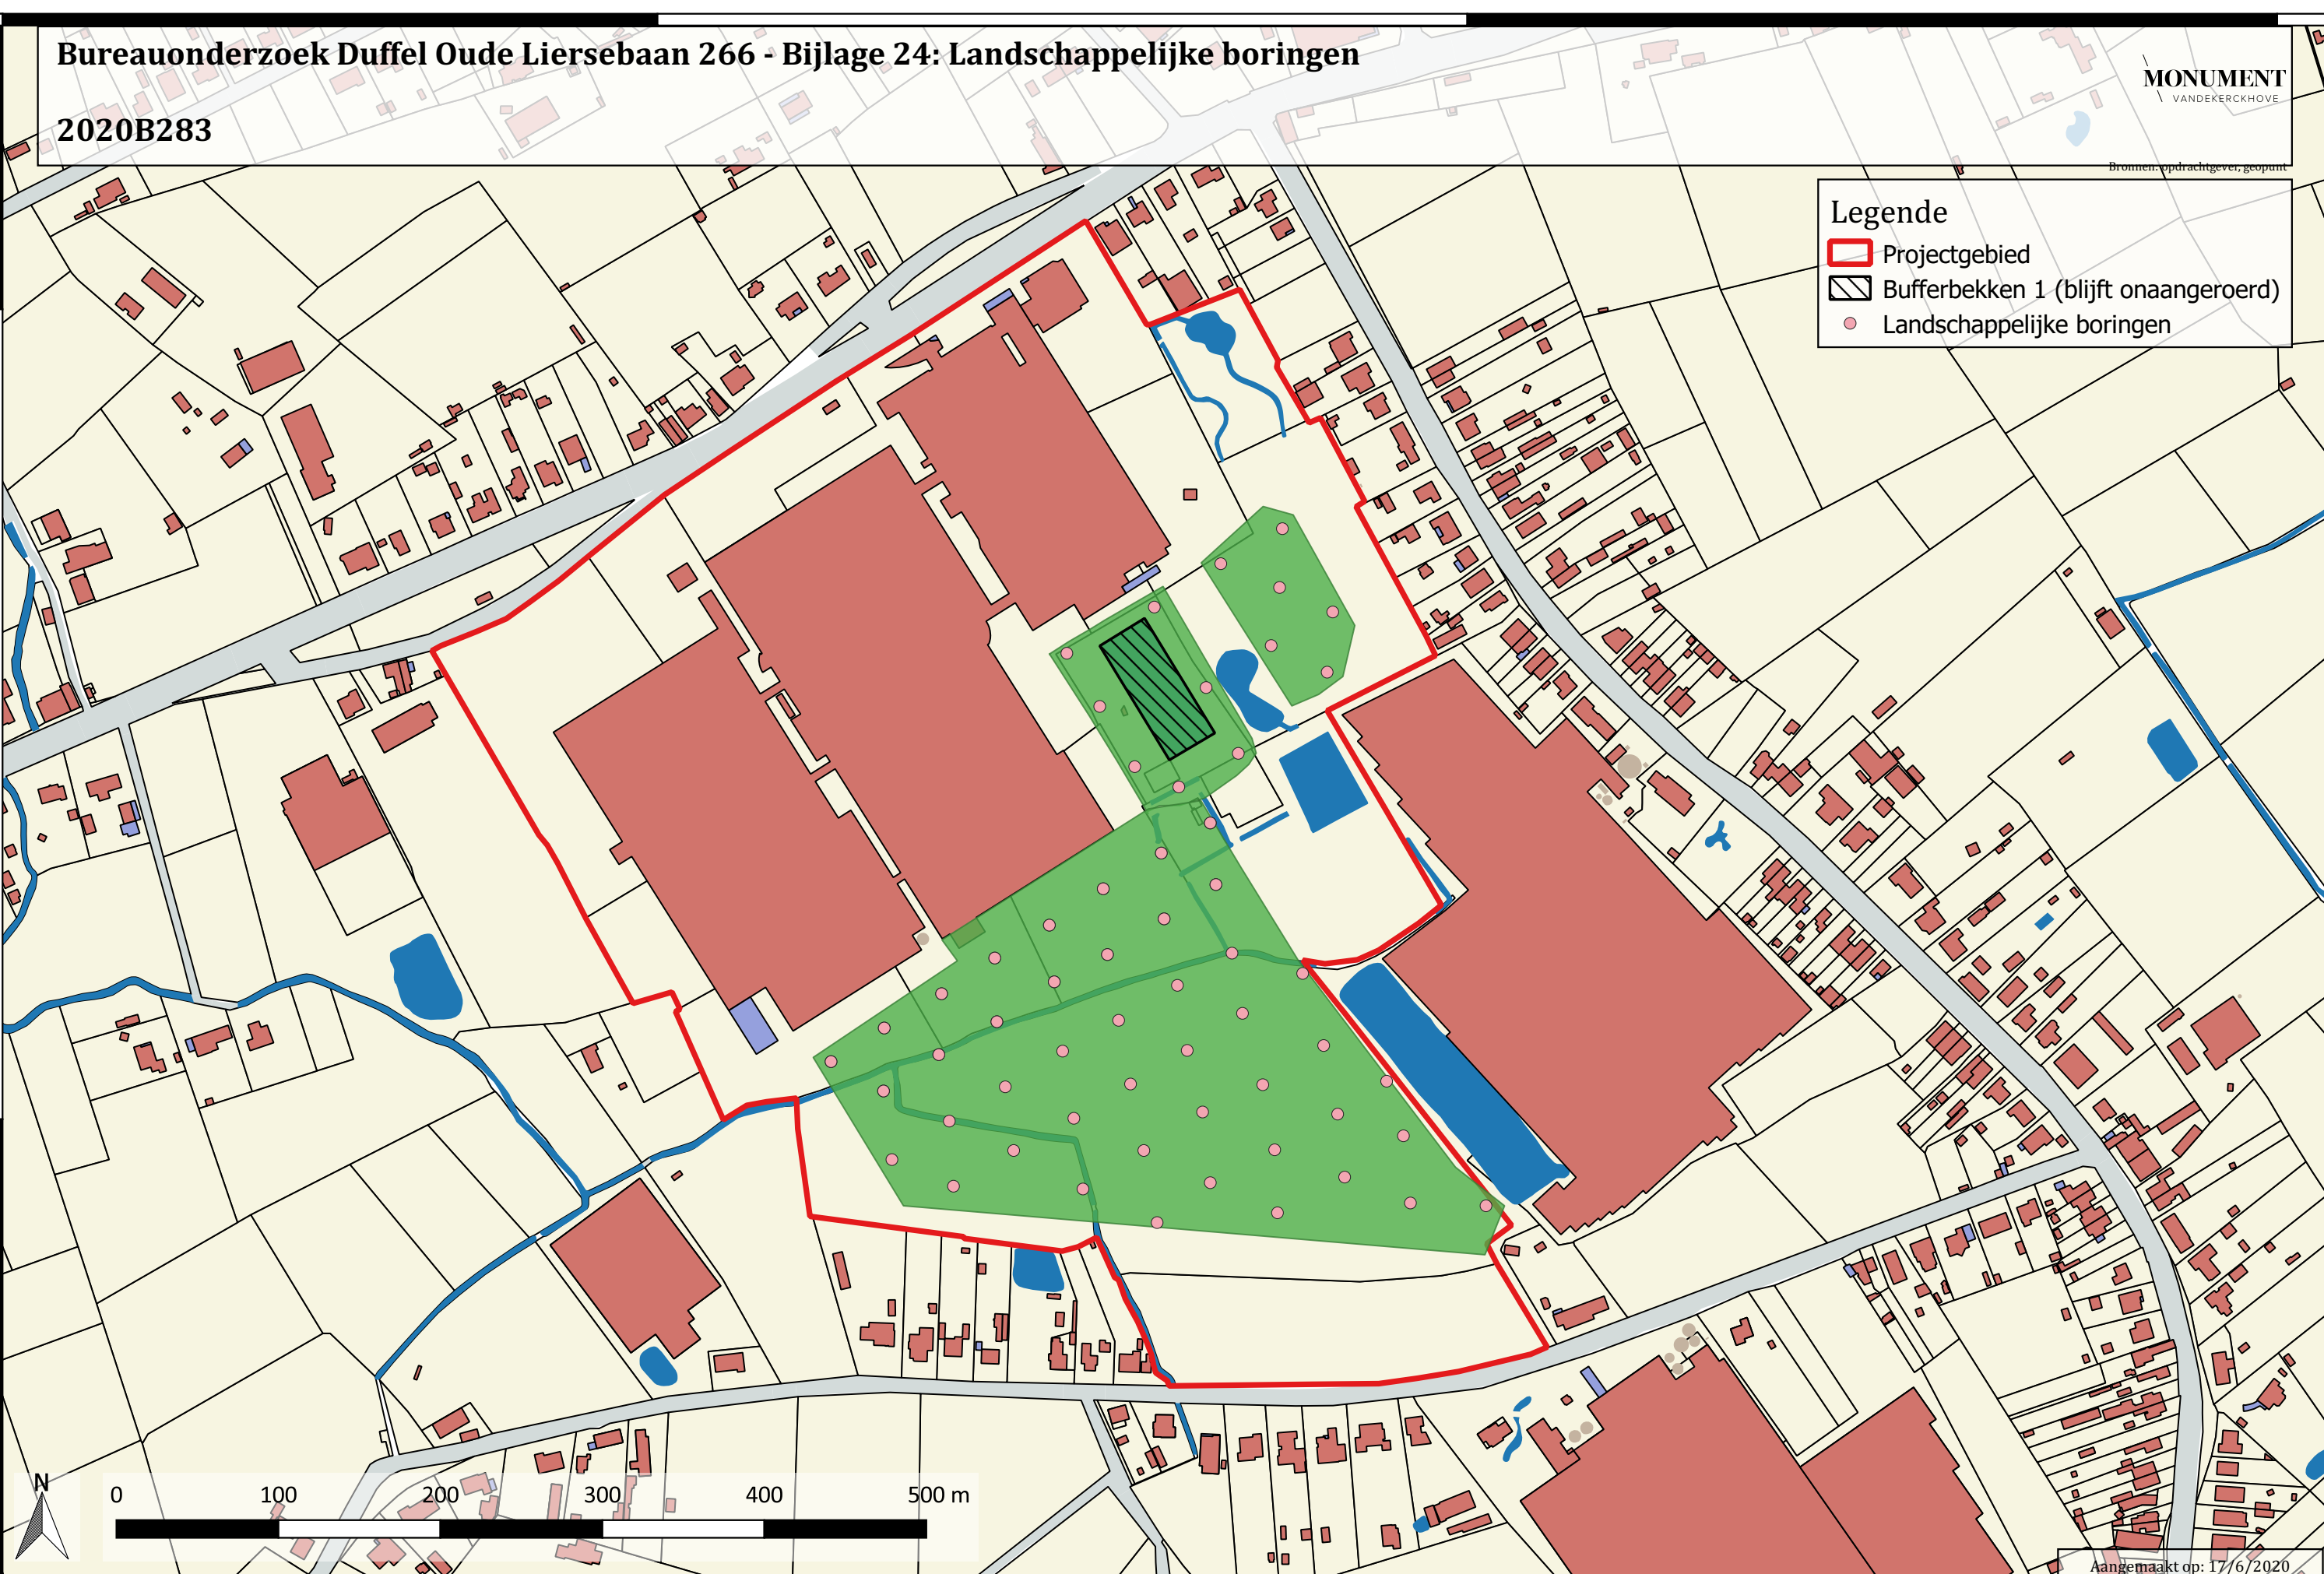 Bureauonderzoek Duffel Oude Liersebaan 266 - Bijlage 24: Landschappelijke boringen
2020B283
MONUMENT
VANDEKERCKHOVE
Bronnen: opdrachtgever, geopunt
Legende
Projectgebied
Bufferbekken 1 (blijft onaangeroerd)
Landschappelijke boringen
N
0 100 200 300 400 500 m
Aangemaakt op: 17/6/2020